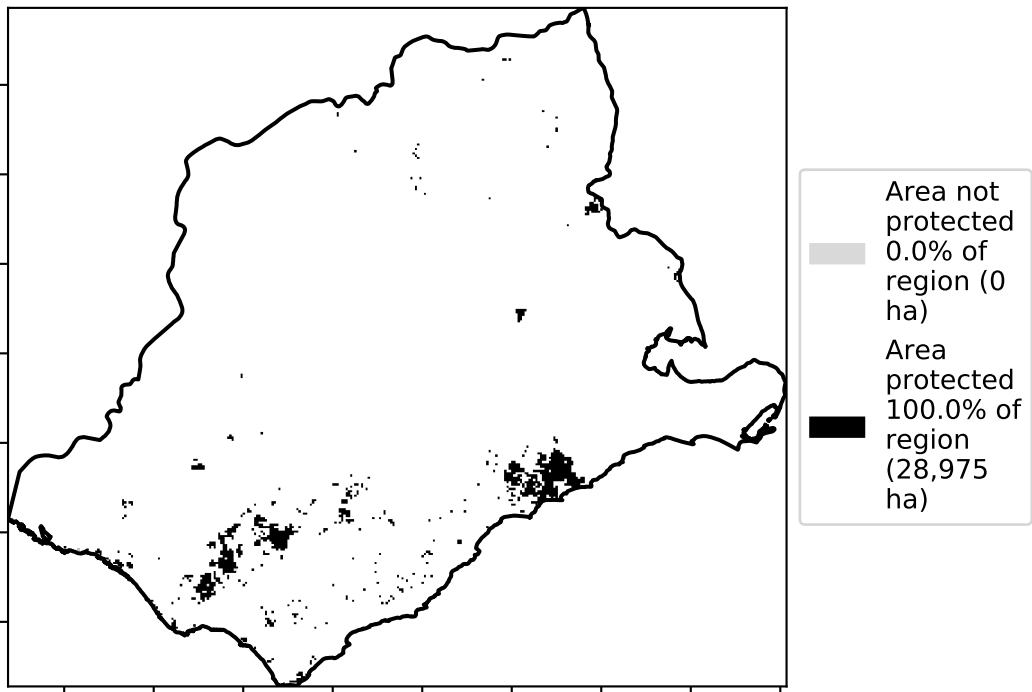 Area not
protected
0.0% of
region (0
ha)
Area
protected
100.0% of
region
(28,975
ha)